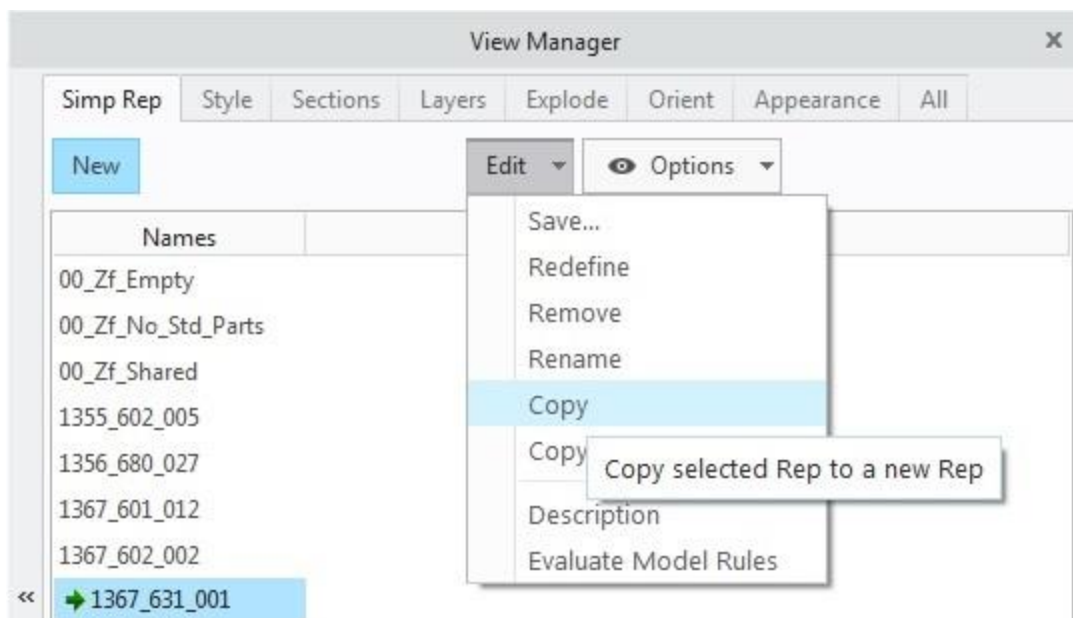 View Manager x
Simp Rep Style Sections Layers Explode Orient Appearance All
New Edit Options
Names
00_Zf_Empty
00_Zf_No_Std_Parts
00_Zf_Shared
1355_602_005
1356_680_027
1367_601_012
1367_602_002
1367_631_001
Save...
Redefine
Remove
Rename
Copy
Copy
Copy selected Rep to a new Rep
Description
Evaluate Model Rules
<<